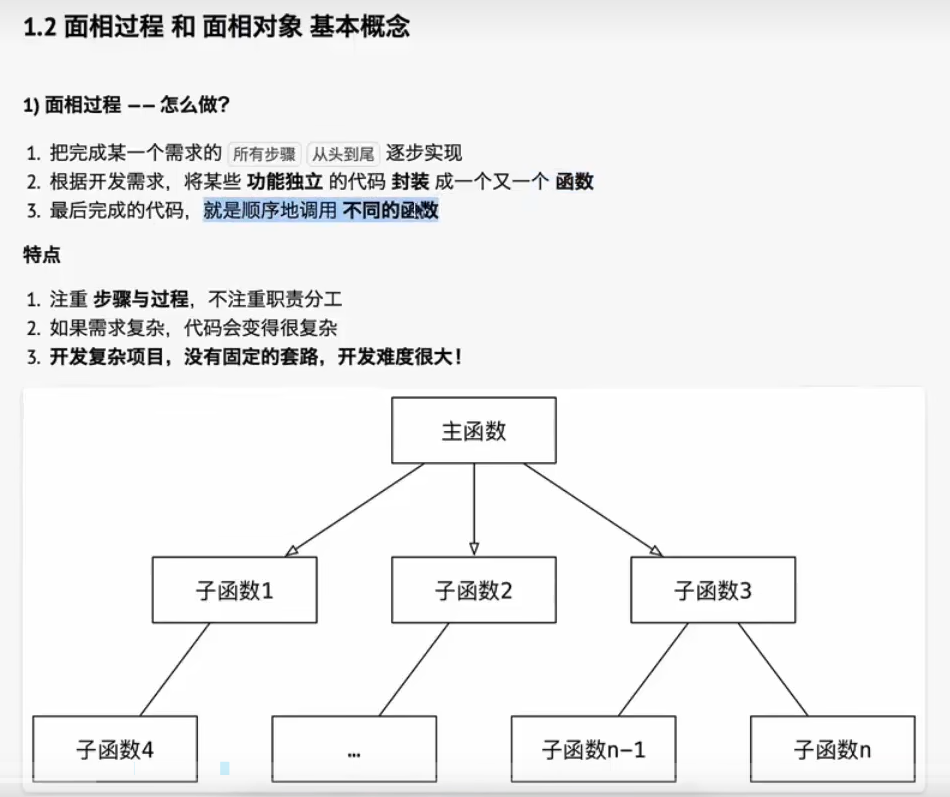 1.2 面相过程 和 面相对象 基本概念
1) 面相过程 —— 怎么做？
1. 把完成某一个需求的 所有步骤 从头到尾 逐步实现
2. 根据开发需求，将某些 功能独立 的代码 封装 成一个又一个 函数
3. 最后完成的代码，就是顺序地调用 不同的函数
特点
1. 注重 步骤与过程，不注重职责分工
2. 如果需求复杂，代码会变得很复杂
3. 开发复杂项目，没有固定的套路，开发难度很大！
主函数
子函数1 子函数2 子函数3
子函数4 … 子函数n-1 子函数n